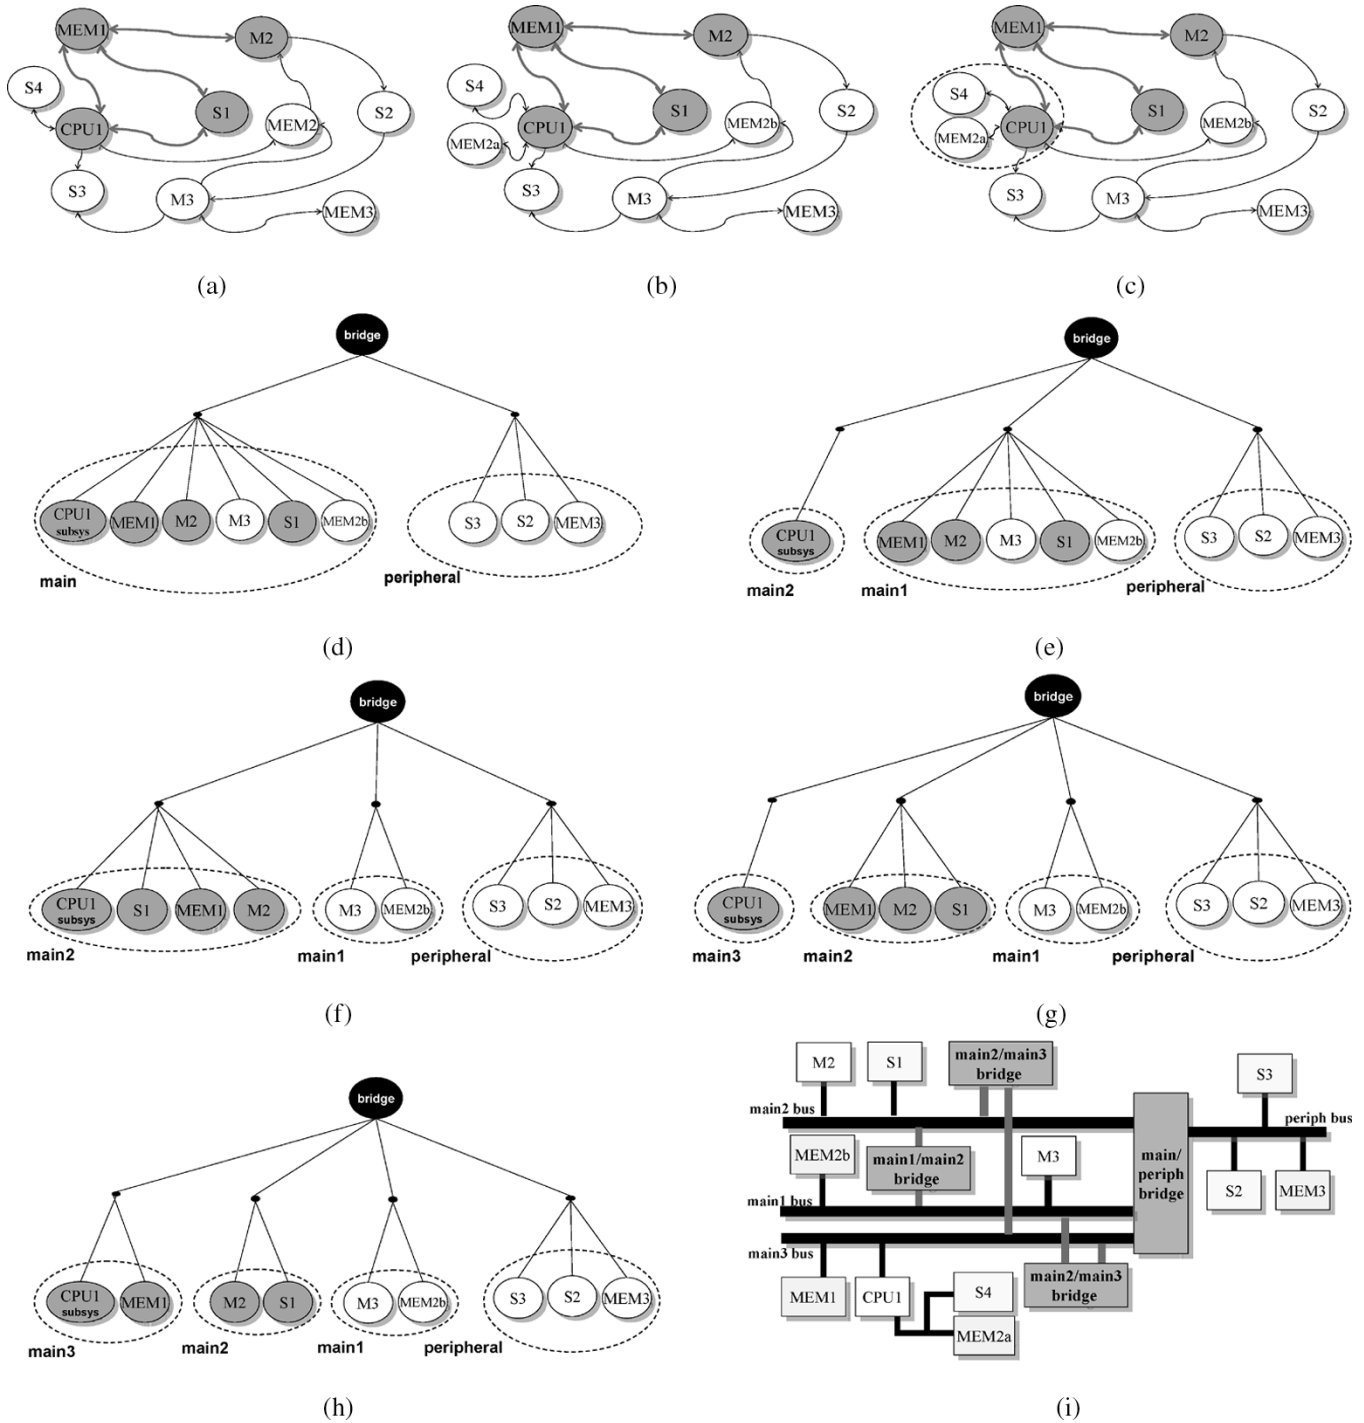 MEM1
M2
S4
S1
CPU1
MEM2
S2
S3
M3
MEM3
(a)
MEM1
M2
S4
S1
S2
CPU1
MEM2b
MEM2a
S3
M3
MEM3
(b)
MEM1
M2
S4
S1
S2
CPU1
MEM2b
MEM2a
S3
M3
MEM3
(c)
bridge
CPU1
subsys
MEM1
M2
M3
S1
MEM2b
S3
S2
MEM3
main
peripheral
(d)
bridge
CPU1
subsys
MEM1
M2
M3
S1
MEM2b
S3
S2
MEM3
main2
main1
peripheral
(e)
bridge
CPU1
subsys
S1
MEM1
M2
M3
MEM2b
S3
S2
MEM3
main2
main1
peripheral
(f)
bridge
CPU1
subsys
MEM1
M2
S1
M3
MEM2b
S3
S2
MEM3
main3
main2
main1
peripheral
(g)
bridge
CPU1
subsys
MEM1
M2
S1
M3
MEM2b
S3
S2
MEM3
main3
main2
main1
peripheral
(h)
M2
S1
main2/main3
bridge
S3
main2 bus
periph bus
MEM2b
main1/main2
bridge
M3
main/
periph
bridge
S2
MEM3
main1 bus
main3 bus
MEM1
CPU1
S4
main2/main3
bridge
MEM2a
(i)